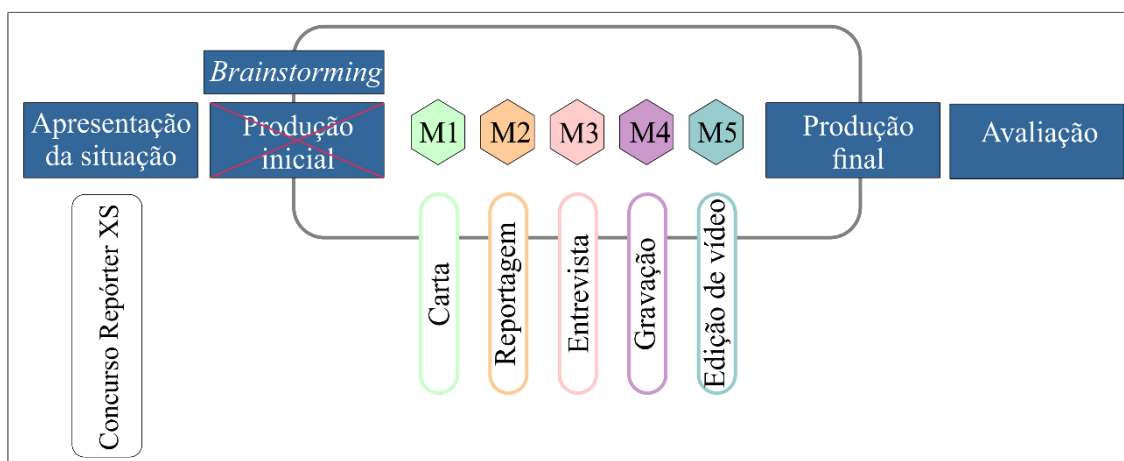 Brainstorming
Apresentação
da situação
Produção
inicial
M1
M2
M3
M4
M5
Produção
final
Avaliação
Concurso Repórter XS
Carta
Reportagem
Entrevista
Gravação
Edição de vídeo